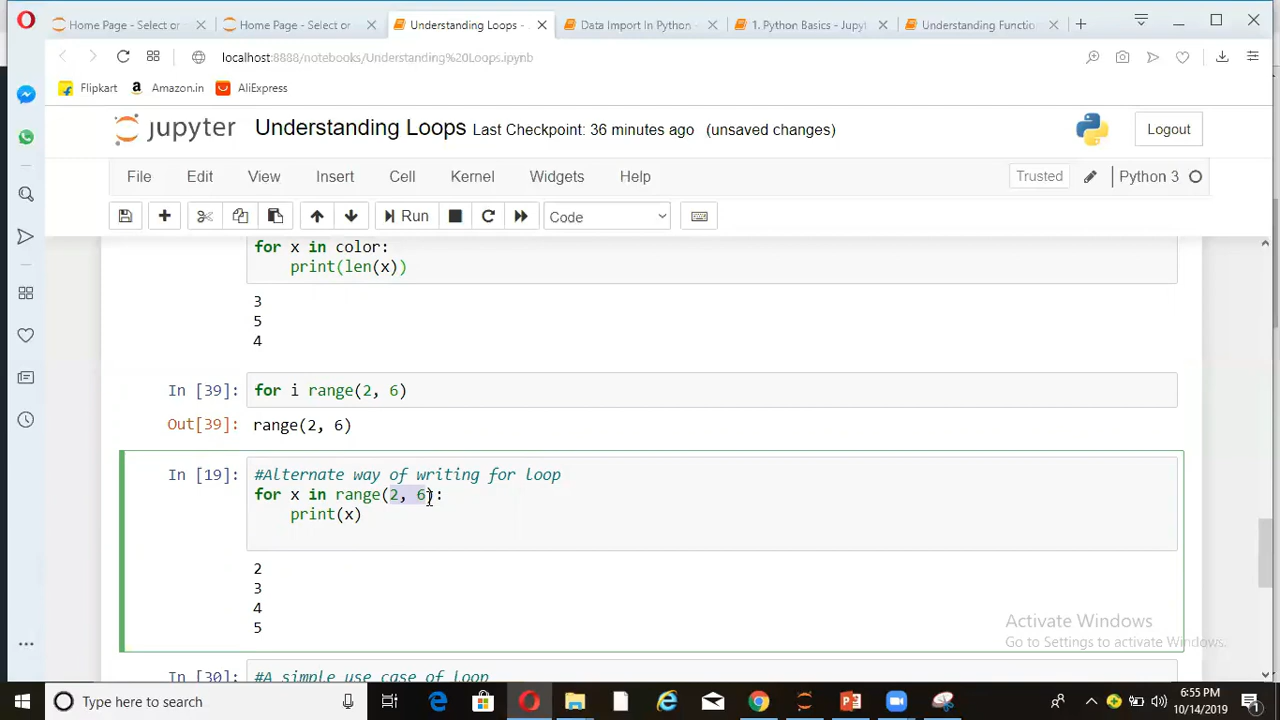 Home Page - Select or
Home Page - Select or
Understanding Loops -
Data Import In Python -
1. Python Basics - Jupyt
Understanding Functio
localhost:8888/notebooks/Understanding%20Loops.ipynb
Flipkart
Amazon.in
AliExpress
jupyter Understanding Loops Last Checkpoint: 36 minutes ago (unsaved changes)
Logout
File Edit View Insert Cell Kernel Widgets Help
Trusted
Python 3
Run
Code
for x in color:
    print(len(x))
3
5
4
In [39]: for i range(2, 6)
Out[39]: range(2, 6)
In [19]: #Alternate way of writing for loop
for x in range(2, 6):
    print(x)
2
3
4
5
Activate Windows
Go to Settings to activate Windows.
In [30]: #A simple use case of loop
Type here to search
6:55 PM
10/14/2019
1